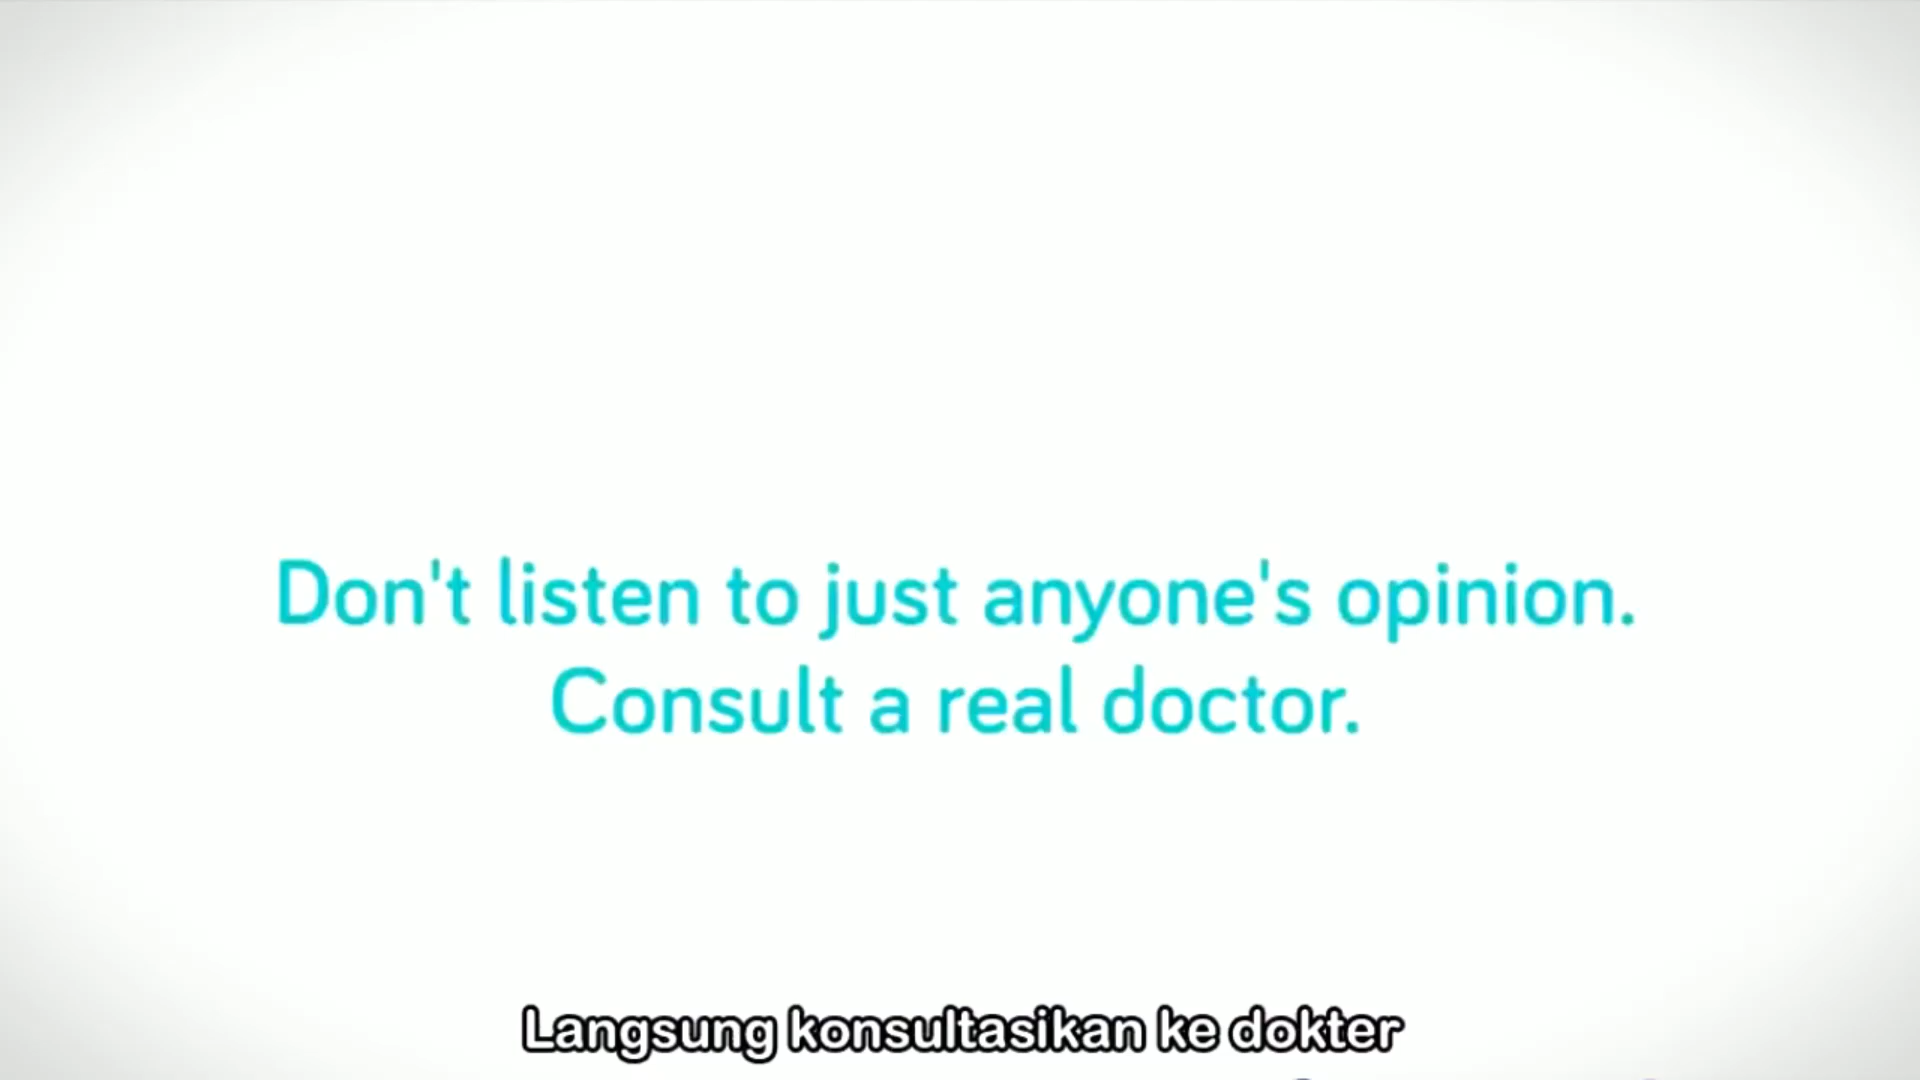 Don't listen to just anyone's opinion.
Consult a real doctor.
Langsung konsultasikan ke dokter